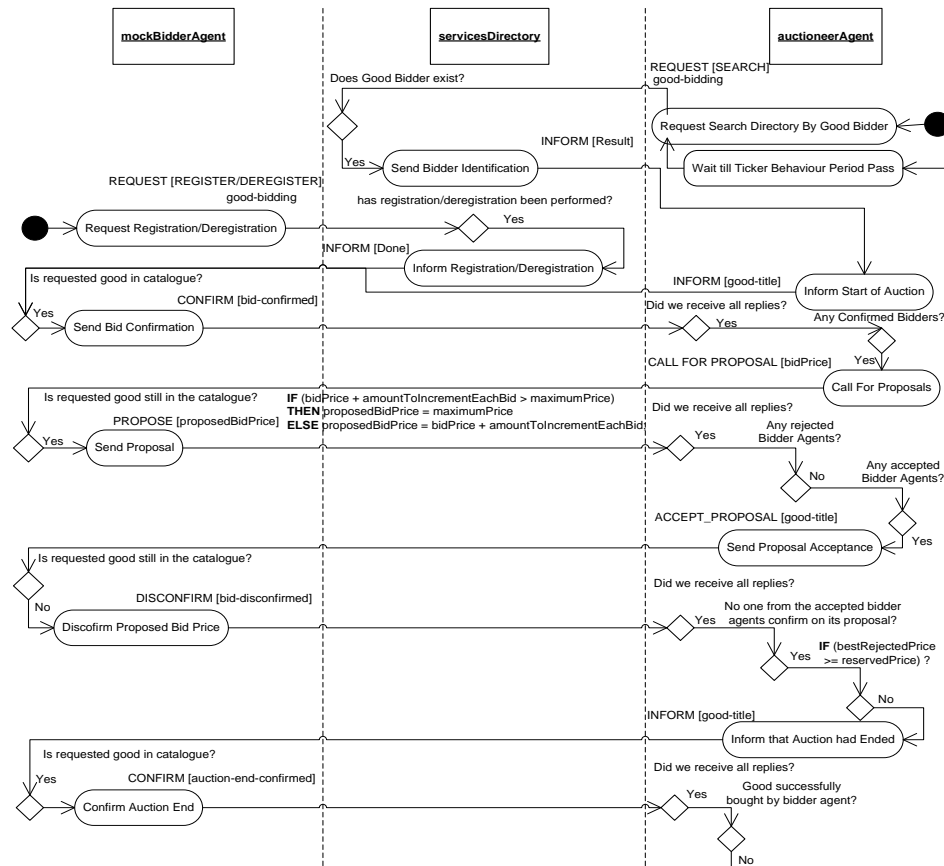 mockBidderAgent
servicesDirectory
auctioneerAgent
REQUEST [SEARCH]
good-bidding
Does Good Bidder exist?
Request Search Directory By Good Bidder
INFORM [Result]
Yes
Send Bidder Identification
Wait till Ticker Behaviour Period Pass
REQUEST [REGISTER/DEREGISTER]
good-bidding
has registration/deregistration been performed?
Request Registration/Deregistration
Yes
INFORM [Done]
Inform Registration/Deregistration
Is requested good in catalogue?
INFORM [good-title]
Inform Start of Auction
CONFIRM [bid-confirmed]
Did we receive all replies?
Any Confirmed Bidders?
Yes
Send Bid Confirmation
Yes
CALL FOR PROPOSAL [bidPrice]
Yes
Call For Proposals
Is requested good still in the catalogue?
IF (bidPrice + amountToIncrementEachBid > maximumPrice)
THEN proposedBidPrice = maximumPrice
ELSE proposedBidPrice = bidPrice + amountToIncrementEachBid;
Did we receive all replies?
PROPOSE [proposedBidPrice]
Yes
Send Proposal
Yes
Any rejected
Bidder Agents?
No
Any accepted
Bidder Agents?
ACCEPT_PROPOSAL [good-title]
Yes
Send Proposal Acceptance
Is requested good still in the catalogue?
Did we receive all replies?
DISCONFIRM [bid-disconfirmed]
No
Discofirm Proposed Bid Price
Yes
No one from the accepted bidder
agents confirm on its proposal?
Yes
IF (bestRejectedPrice
>= reservedPrice) ?
No
INFORM [good-title]
Inform that Auction had Ended
Is requested good in catalogue?
Did we receive all replies?
Yes
CONFIRM [auction-end-confirmed]
Confirm Auction End
Yes
Good successfully
bought by bidder agent?
No